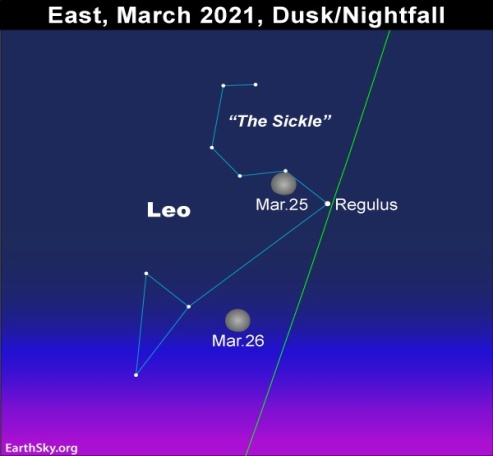 East, March 2021, Dusk/Nightfall
“The Sickle”
Mar.25
Regulus
Leo
Mar.26
EarthSky.org